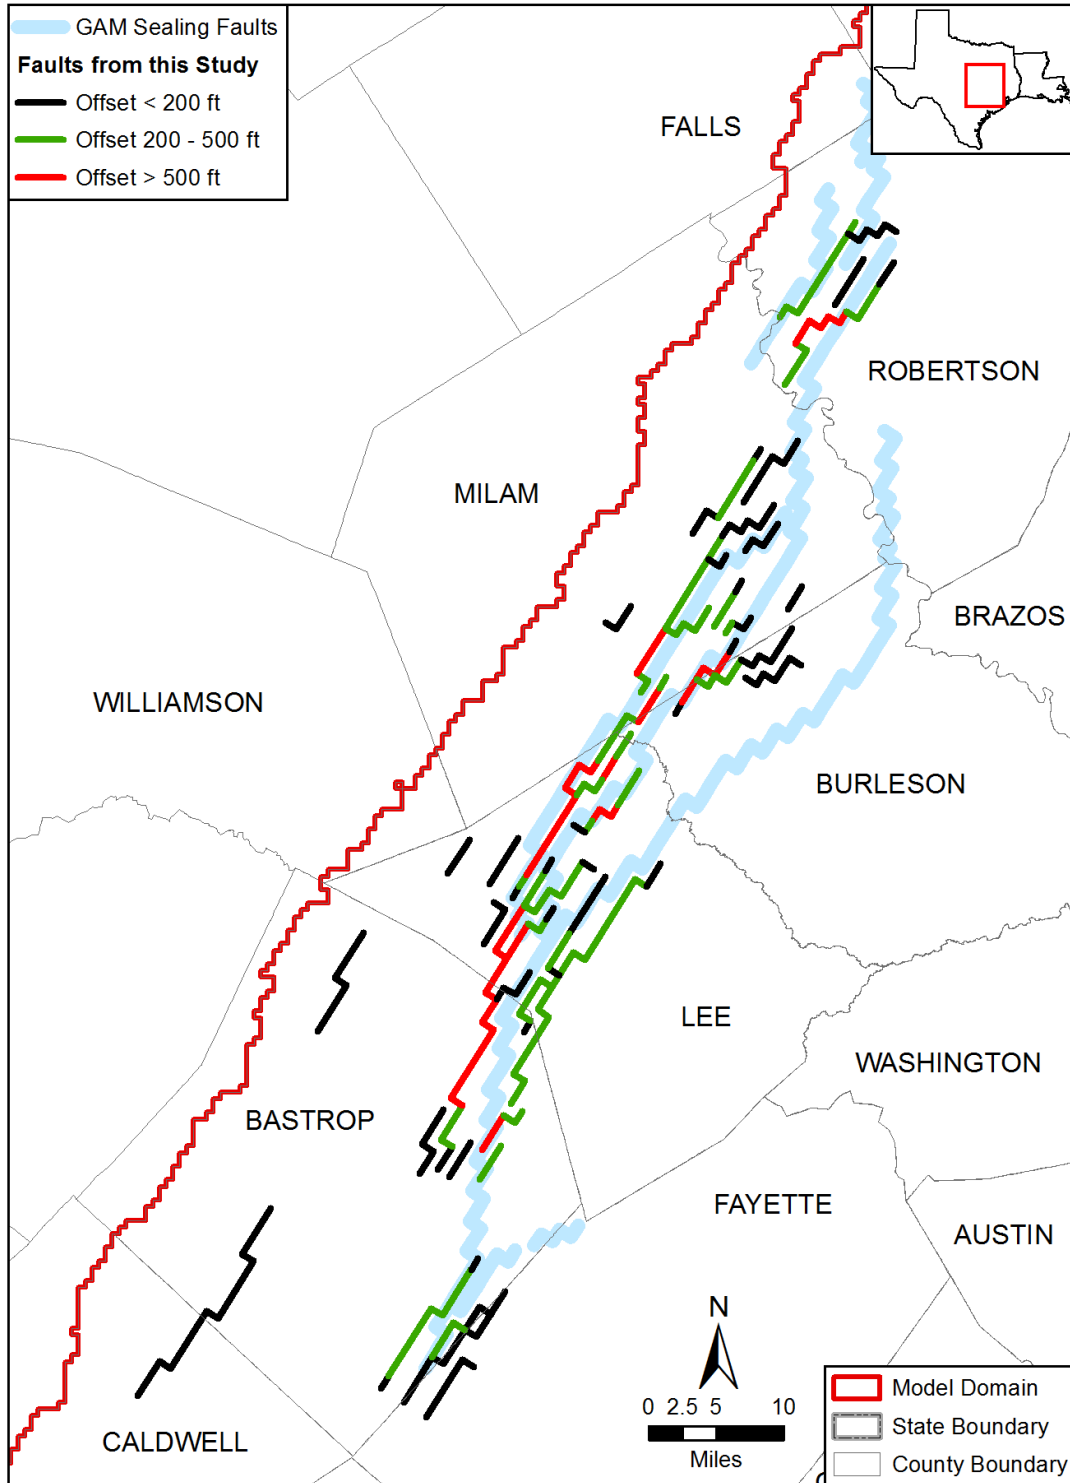 GAM Sealing Faults
Faults from this Study
Offset < 200 ft
Offset 200 - 500 ft
Offset > 500 ft
FALLS
ROBERTSON
MILAM
BRAZOS
WILLIAMSON
BURLESON
LEE
WASHINGTON
BASTROP
FAYETTE
AUSTIN
N
0 2.5 5 10
Miles
Model Domain
State Boundary
County Boundary
CALDWELL